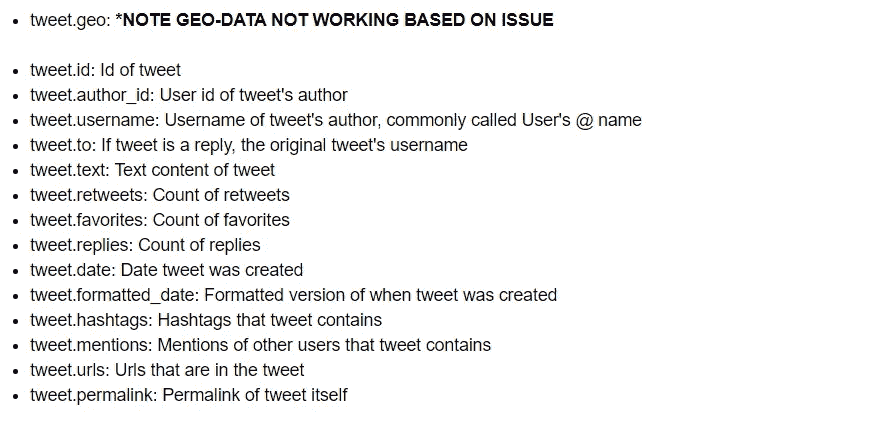 tweet.geo: *NOTE GEO-DATA NOT WORKING BASED ON ISSUE
tweet.id: Id of tweet
tweet.author_id: User id of tweet's author
tweet.username: Username of tweet's author, commonly called User's @ name
tweet.to: If tweet is a reply, the original tweet's username
tweet.text: Text content of tweet
tweet.retweets: Count of retweets
tweet.favorites: Count of favorites
tweet.replies: Count of replies
tweet.date: Date tweet was created
tweet.formatted_date: Formatted version of when tweet was created
tweet.hashtags: Hashtags that tweet contains
tweet.mentions: Mentions of other users that tweet contains
tweet.urls: Urls that are in the tweet
tweet.permalink: Permalink of tweet itself